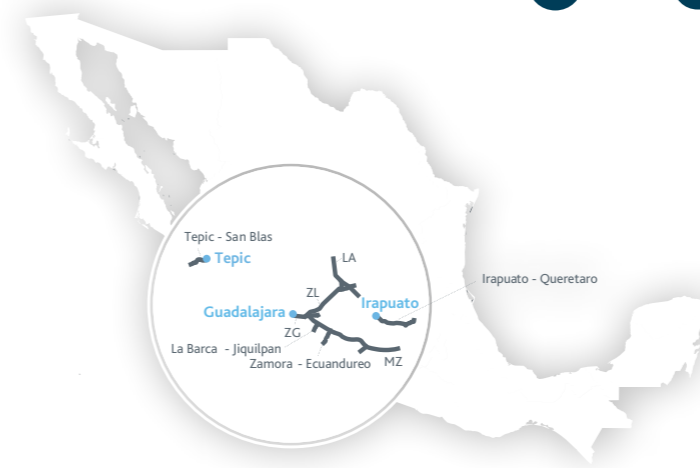 Tepic - San Blas
Tepic
LA
Irapuato - Queretaro
ZL
Irapuato
Guadalajara
ZG
La Barca - Jiquilpan
Zamora - Ecuandureo
MZ